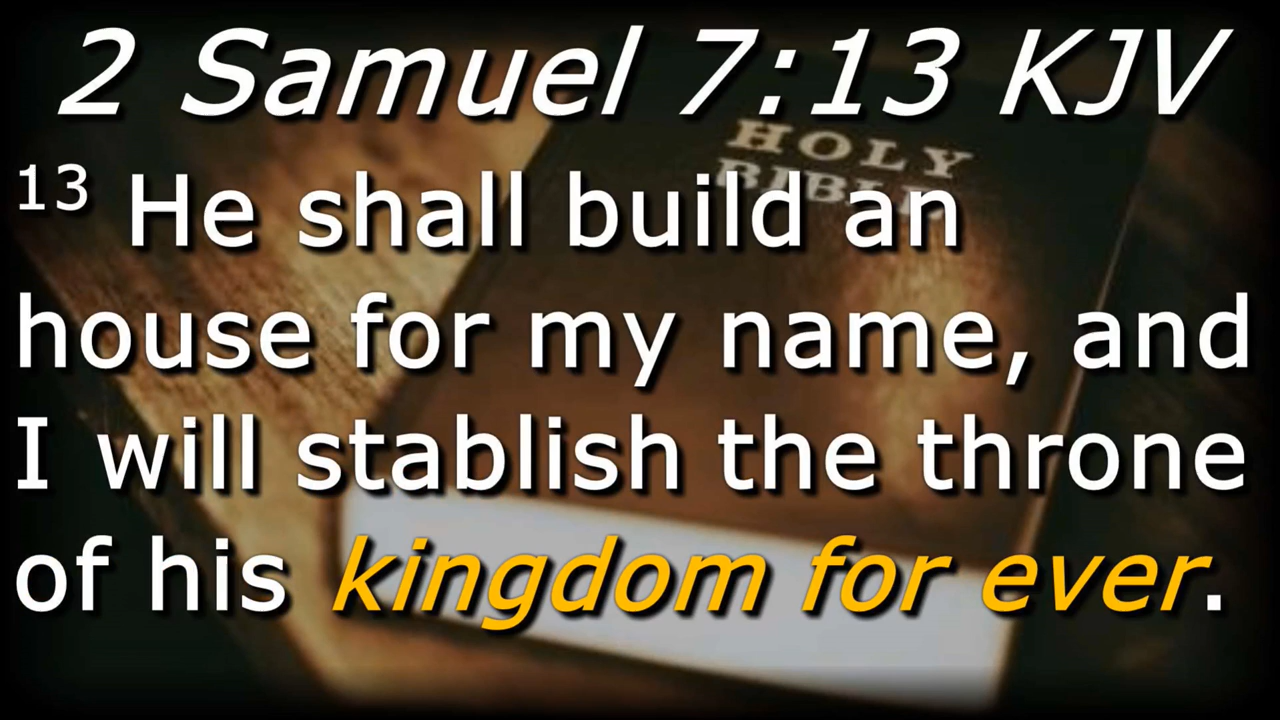 2 Samuel 7:13 KJV
HOLY
BIBLE
13 He shall build an
house for my name, and
I will stablish the throne
of his kingdom for ever.